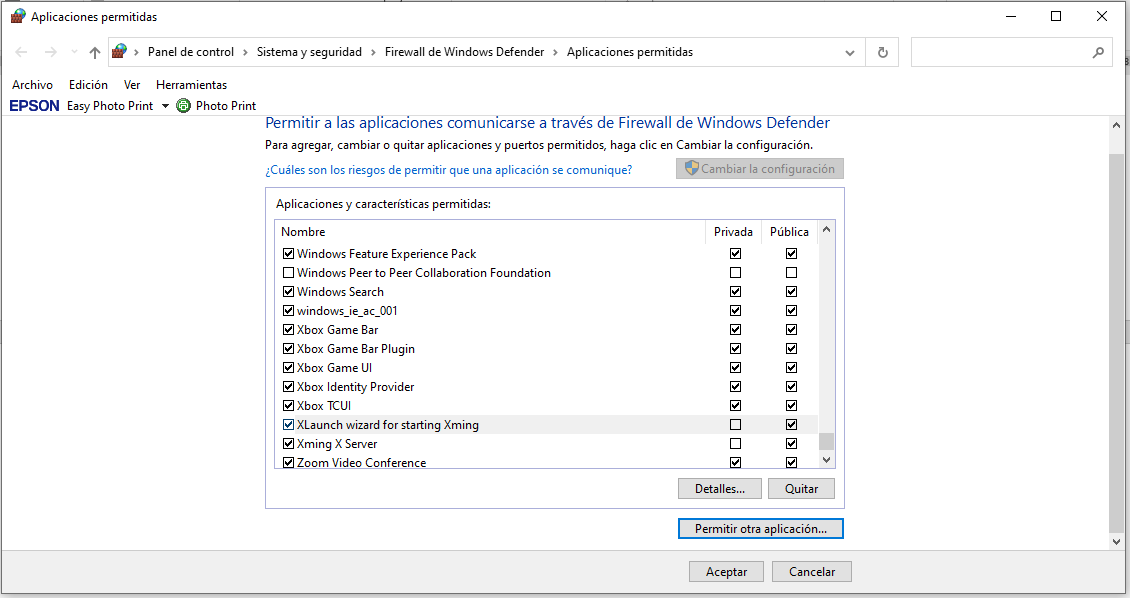 Aplicaciones permitidas
Panel de control > Sistema y seguridad > Firewall de Windows Defender > Aplicaciones permitidas
Archivo Edición Ver Herramientas
EPSON Easy Photo Print Photo Print
Permitir a las aplicaciones comunicarse a través de Firewall de Windows Defender
Para agregar, cambiar o quitar aplicaciones y puertos permitidos, haga clic en Cambiar la configuración.
¿Cuáles son los riesgos de permitir que una aplicación se comunique? Cambiar la configuración
Aplicaciones y características permitidas:
Nombre Privada Pública
Windows Feature Experience Pack
Windows Peer to Peer Collaboration Foundation
Windows Search
windows_ie_ac_001
Xbox Game Bar
Xbox Game Bar Plugin
Xbox Game UI
Xbox Identity Provider
Xbox TCUI
XLaunch wizard for starting Xming
Xming X Server
Zoom Video Conference
Detalles... Quitar
Permitir otra aplicación...
Aceptar Cancelar